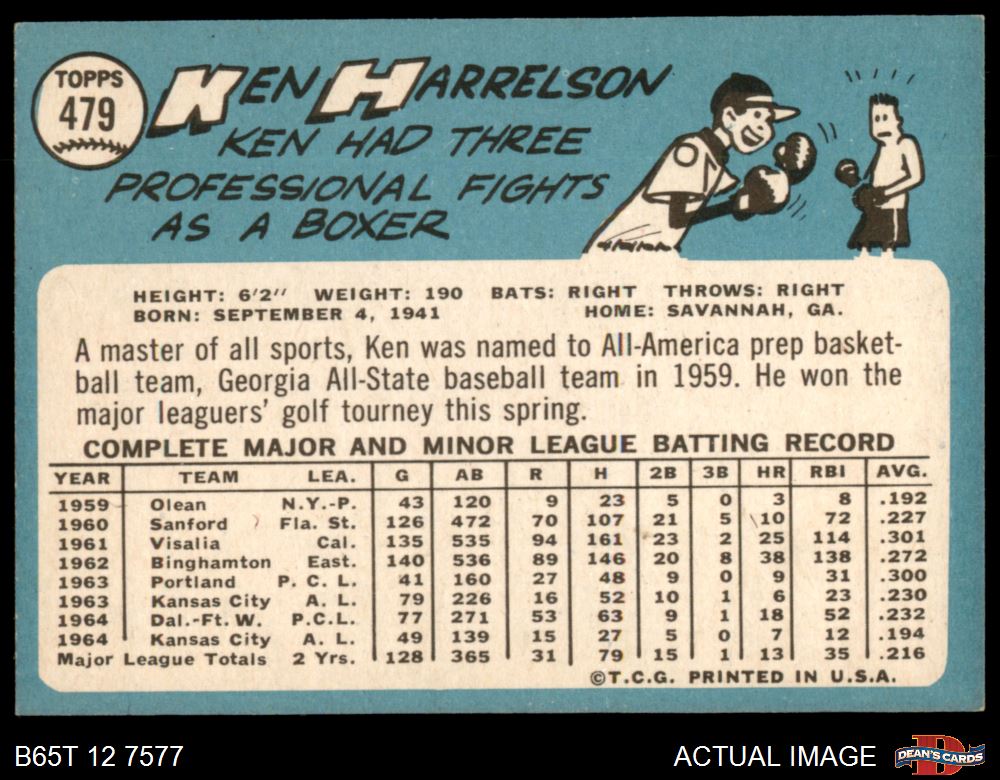 TOPPS
479
KEN HARRELSON
KEN HAD THREE
PROFESSIONAL FIGHTS
AS A BOXER
HEIGHT: 6'2" WEIGHT: 190 BATS: RIGHT THROWS: RIGHT
BORN: SEPTEMBER 4, 1941 HOME: SAVANNAH, GA.
A master of all sports, Ken was named to All-America prep basket-
ball team, Georgia All-State baseball team in 1959. He won the
major leaguers' golf tourney this spring.
COMPLETE MAJOR AND MINOR LEAGUE BATTING RECORD
YEAR TEAM LEA. G AB R H 2B 3B HR RBI AVG.
1959 Olean N.Y.-P. 43 120 9 23 5 0 3 8 .192
1960 Sanford Fla. St. 126 472 70 107 21 5 10 72 .227
1961 Visalia Cal. 135 535 94 161 23 2 25 114 .301
1962 Binghamton East. 140 536 89 146 20 8 38 138 .272
1963 Portland P. C. L. 41 160 27 48 9 0 9 31 .300
1963 Kansas City A. L. 79 226 16 52 10 1 6 23 .230
1964 Dal.-Ft. W. P.C.L. 77 271 53 63 9 1 18 52 .232
1964 Kansas City A. L. 49 139 15 27 5 0 7 12 .194
Major League Totals 2 Yrs. 128 365 31 79 15 1 13 35 .216
©T.C.G. PRINTED IN U.S.A.
B65T 12 7577 ACTUAL IMAGE DEAN'S CARDS